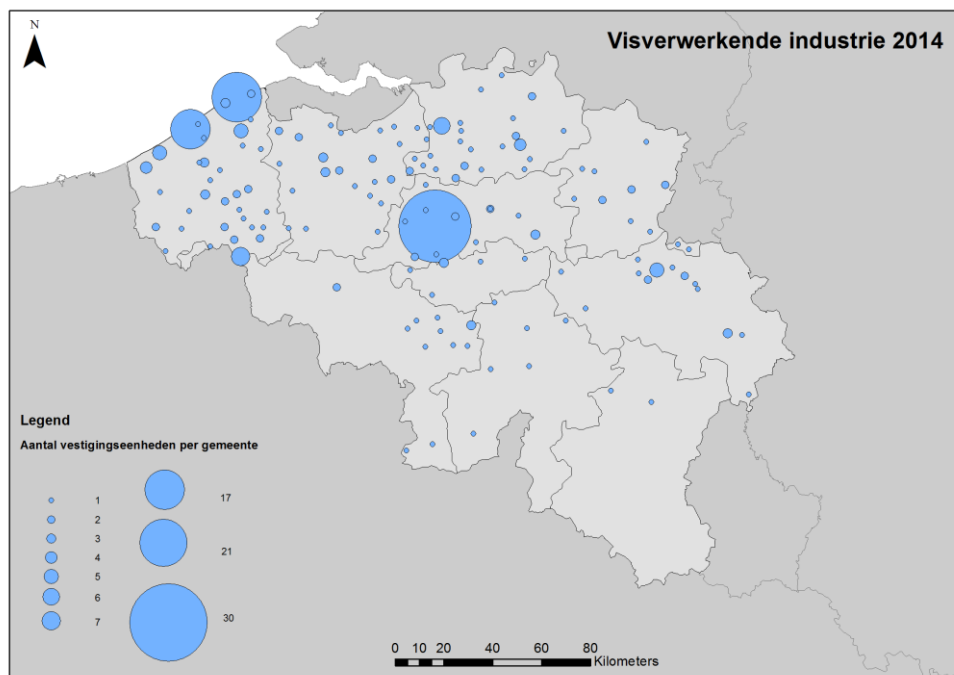 N
Visverwerkende industrie 2014
Legend
Aantal vestigingseenheden per gemeente
1
2
3
4
5
6
7
17
21
30
0 10 20 40 60 80
Kilometers